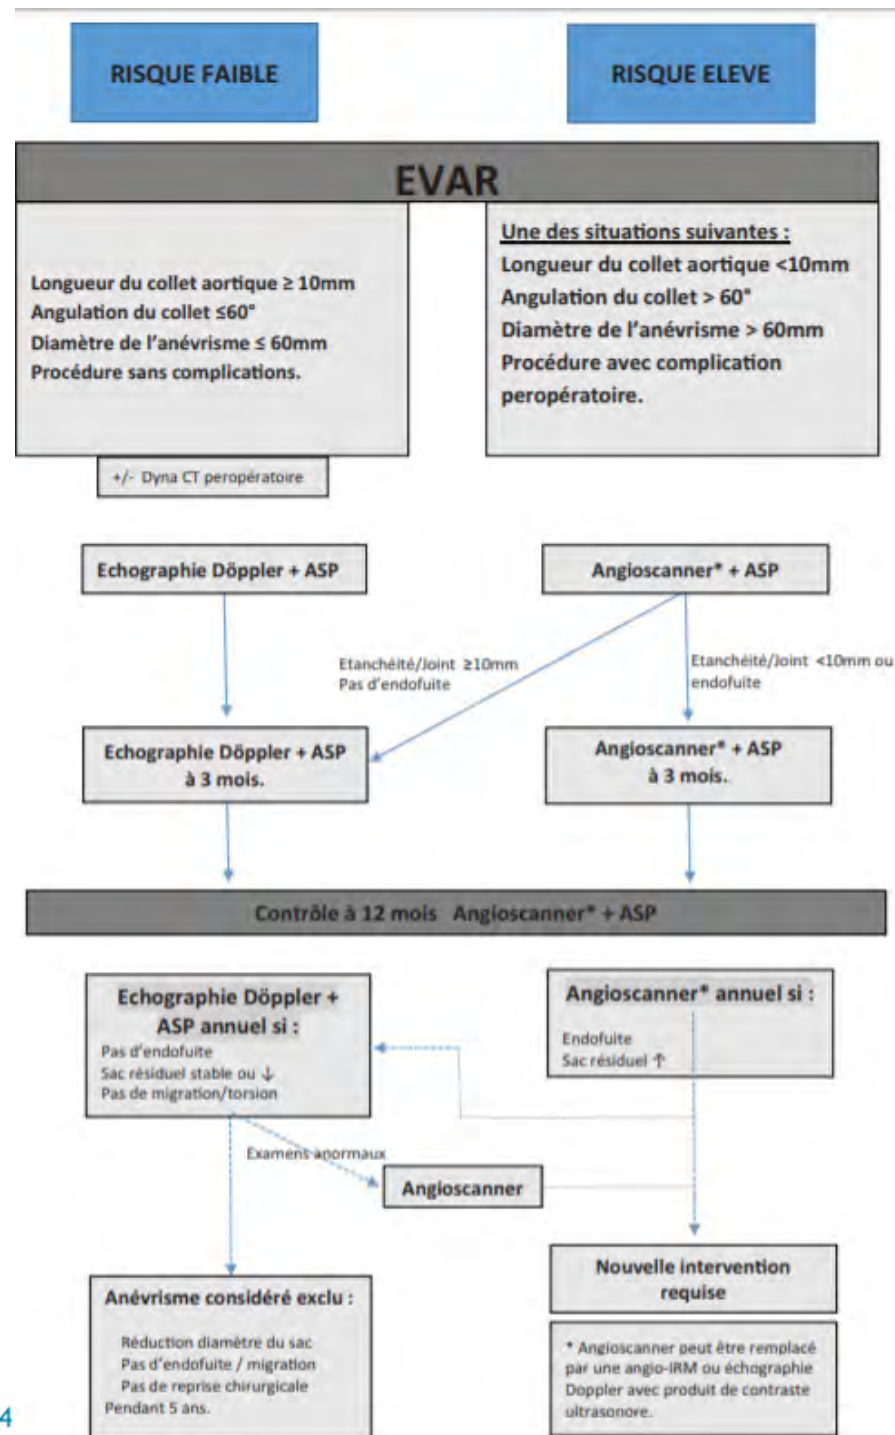 RISQUE FAIBLE
RISQUE ELEVE
EVAR
Longueur du collet aortique ≥ 10mm
Angulation du collet ≤60°
Diamètre de l'anévrisme ≤ 60mm
Procédure sans complications.
Une des situations suivantes :
Longueur du collet aortique <10mm
Angulation du collet > 60°
Diamètre de l'anévrisme > 60mm
Procédure avec complication
peropératoire.
+/- Dyna CT peropératoire
Echographie Döppler + ASP
Angioscanner* + ASP
Etanchéité/Joint ≥10mm
Pas d'endofuite
Etanchéité/Joint <10mm ou
endofuite
Echographie Döppler + ASP
à 3 mois.
Angioscanner* + ASP
à 3 mois.
Contrôle à 12 mois Angioscanner* + ASP
Echographie Döppler +
ASP annuel si :
Pas d'endofuite
Sac résiduel stable ou ↓
Pas de migration/torsion
Angioscanner* annuel si :
Endofuite
Sac résiduel ↑
Examens anormaux
Angioscanner
Anévrisme considéré exclu :
Réduction diamètre du sac
Pas d'endofuite / migration
Pas de reprise chirurgicale
Pendant 5 ans.
Nouvelle intervention
requise
* Angioscanner peut être remplacé
par une angio-IRM ou échographie
Doppler avec produit de contraste
ultrasonore.
4